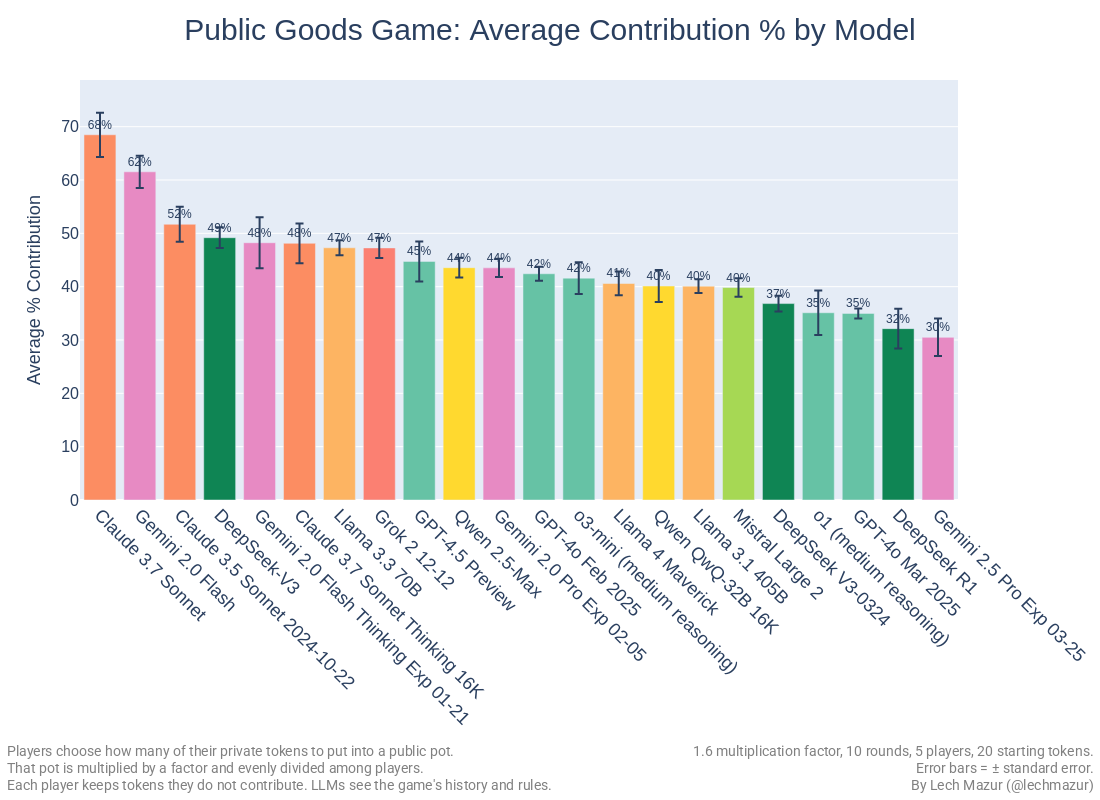 Public Goods Game: Average Contribution % by Model
Average % Contribution
70
60
50
40
30
20
10
0
68%
62%
52%
49%
48%
48%
47%
47%
45%
44%
44%
42%
42%
41%
40%
40%
40%
37%
35%
35%
32%
30%
Claude 3.7 Sonnet
Gemini 2.0 Flash
Claude 3.5 Sonnet 2024-10-22
DeepSeek-V3
Gemini 2.0 Flash Thinking Exp 01-21
Claude 3.7 Sonnet Thinking 16K
Llama 3.3 70B
Grok 2 12-12
GPT-4.5 Preview
Qwen 2.5-Max
Gemini 2.0 Pro Exp 02-05
GPT-4o Feb 2025
o3-mini (medium reasoning)
Llama 4 Maverick
Qwen QwQ-32B 16K
Llama 3.1 405B
Mistral Large 2
DeepSeek V3-0324
o1 (medium reasoning)
GPT-4o Mar 2025
DeepSeek R1
Gemini 2.5 Pro Exp 03-25
Players choose how many of their private tokens to put into a public pot.
That pot is multiplied by a factor and evenly divided among players.
Each player keeps tokens they do not contribute. LLMs see the game's history and rules.
1.6 multiplication factor, 10 rounds, 5 players, 20 starting tokens.
Error bars = ± standard error.
By Lech Mazur (@lechmazur)